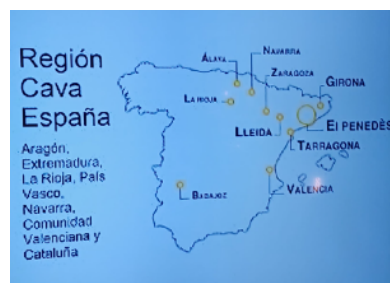 Región
Cava
España
Aragón,
Extremadura,
La Rioja, País
Vasco,
Navarra,
Comunidad
Valenciana y
Cataluña
ÁLAVA
NAVARRA
ZARAGOZA
GIRONA
LA RIOJA
LLEIDA
El PENEDÈS
TARRAGONA
BADAJOZ
VALENCIA